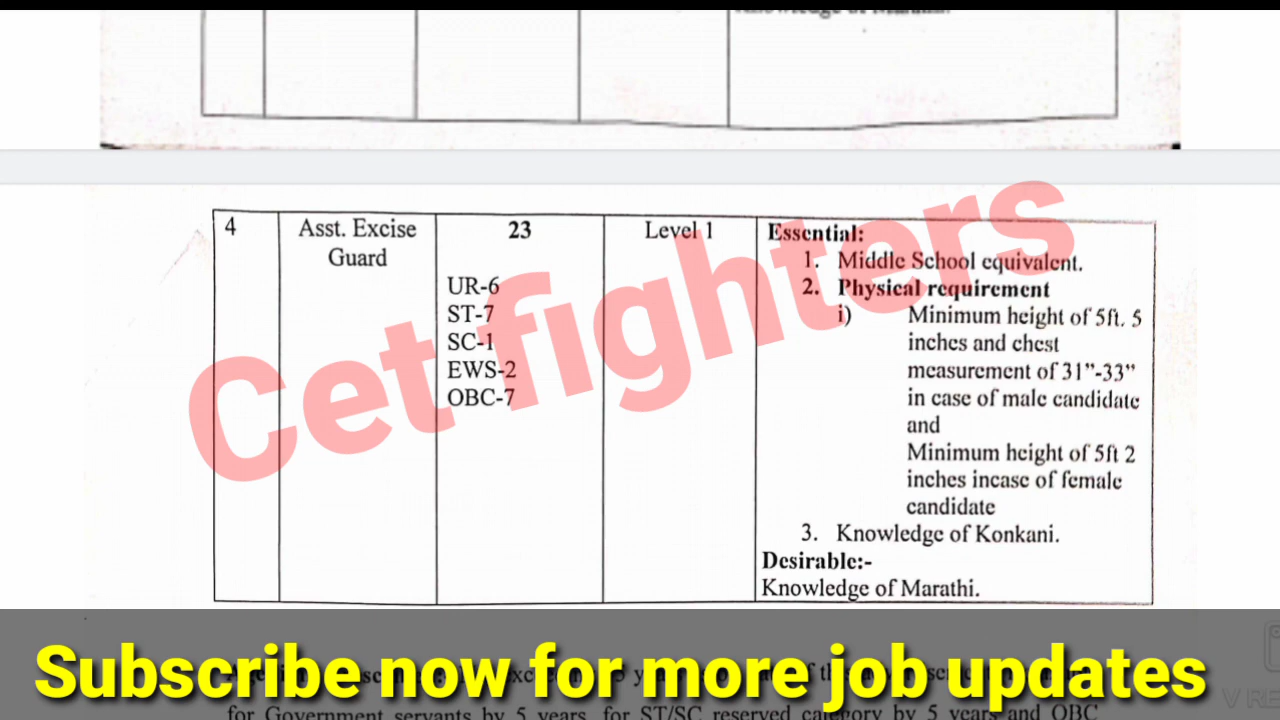 Knowledge of Marathi.
4
Asst. Excise
Guard
23
UR-6
ST-7
SC-1
EWS-2
OBC-7
Level 1
Essential:
1. Middle School equivalent.
2. Physical requirement
i) Minimum height of 5ft. 5
inches and chest
measurement of 31”-33”
in case of male candidate
and
Minimum height of 5ft 2
inches incase of female
candidate
3. Knowledge of Konkani.
Desirable:-
Knowledge of Marathi.
Cet fighters
Subscribe now for more job updates
for Government servants by 5 years, for ST/SC reserved category by 5 years and OBC